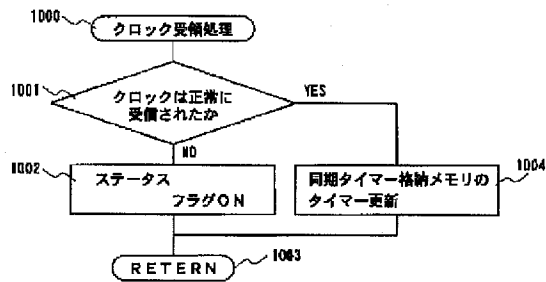 1000
クロック受領処理
1001
クロックは正常に
受信されたか
YES
NO
1002
ステータス
フラグON
1004
同期タイマー格納メモリの
タイマー更新
RETERN
1003